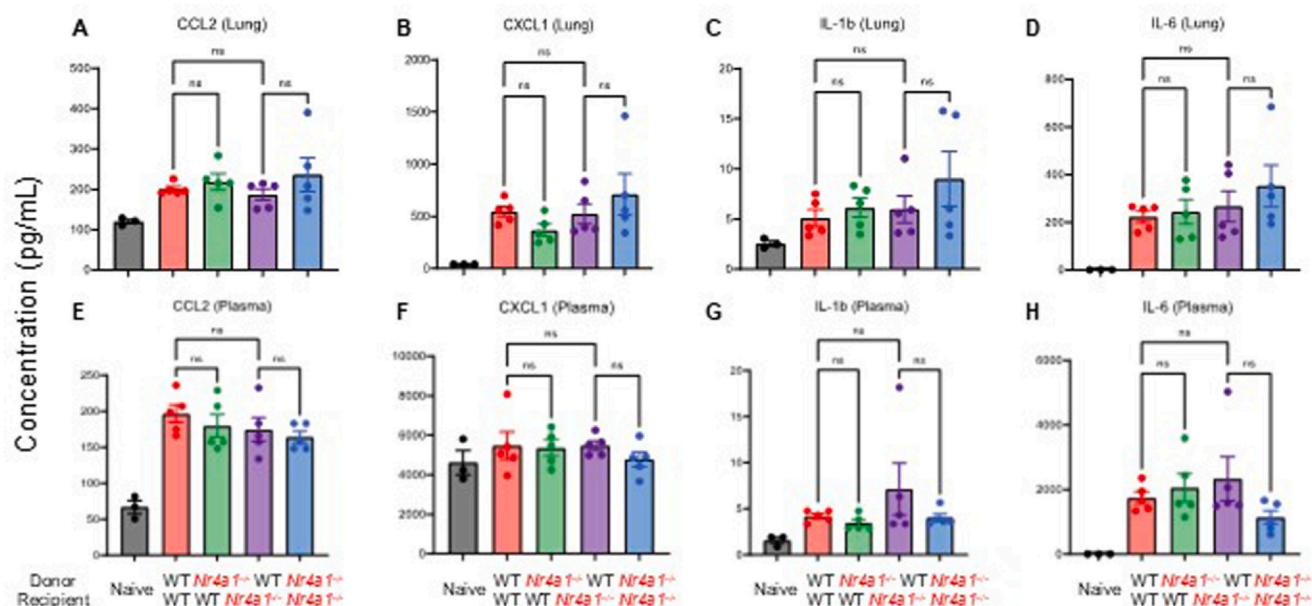 A CCL2 (Lung) B CXCL1 (Lung) C IL-1b (Lung) D IL-6 (Lung)
ns ns ns ns
ns ns ns ns ns ns ns ns
500 2000 20 800
400 1500 15 600
300 1000 10 400
200 500 5 200
100 0 0 0
0
Concentration (pg/mL)
E CCL2 (Plasma) F CXCL1 (Plasma) G IL-1b (Plasma) H IL-6 (Plasma)
ns ns ns ns
ns ns ns ns ns ns ns ns
250 10000 20 6000
200 8000 15 4000
150 6000 10 2000
100 4000 5 0
50 2000 0
0 0
Donor Naive WT Nr4a1-/- WT Nr4a1-/- Naive WT Nr4a1-/- WT Nr4a1-/- Naive WT Nr4a1-/- WT Nr4a1-/- Naive WT Nr4a1-/- WT Nr4a1-/-
Recipient WT WT Nr4a1-/- Nr4a1-/- WT WT Nr4a1-/- Nr4a1-/- WT WT Nr4a1-/- Nr4a1-/- WT WT Nr4a1-/- Nr4a1-/-